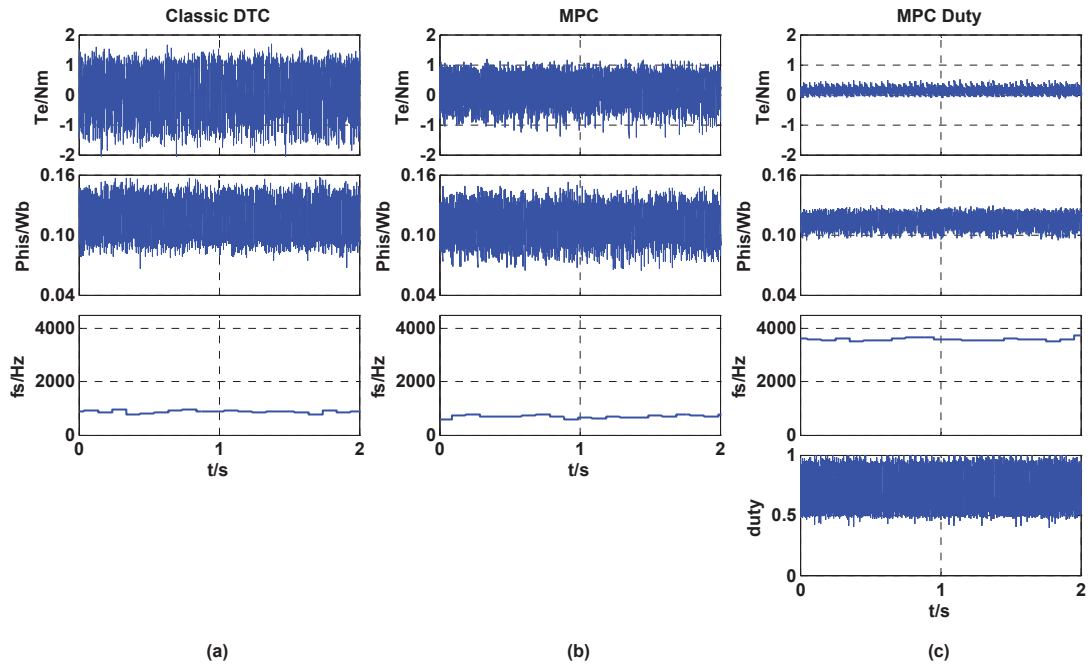 Classic DTC MPC MPC Duty
2 2 2
1 1 1
Te/Nm 0 Te/Nm 0 Te/Nm 0
-1 -1 -1
-2 -2 -2
0.16 0.16 0.16
Phis/Wb 0.10 Phis/Wb 0.10 Phis/Wb 0.10
0.04 0.04 0.04
4000 4000 4000
fs/Hz 2000 fs/Hz 2000 fs/Hz 2000
0 0 0
0 1 2 0 1 2
t/s t/s
1
duty 0.5
0
0 1 2
t/s
(a) (b) (c)